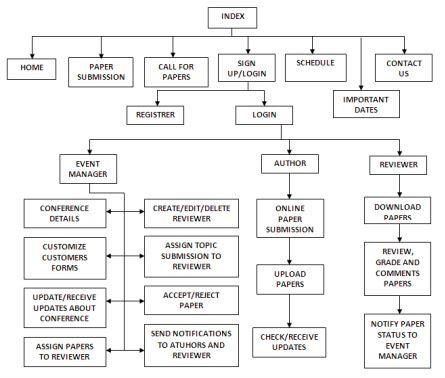 INDEX
HOME
PAPER
SUBMISSION
CALL FOR
PAPERS
SIGN
UP/LOGIN
SCHEDULE
CONTACT
US
IMPORTANT
DATES
REGISTRER
LOGIN
EVENT
MANAGER
AUTHOR
REVIEWER
CONFERENCE
DETAILS
CREATE/EDIT/DELETE
REVIEWER
CUSTOMIZE
CUSTOMERS
FORMS
ASSIGN TOPIC
SUBMISSION TO
REVIEWER
UPDATE/RECEIVE
UPDATES ABOUT
CONFERENCE
ACCEPT/REJECT
PAPER
ASSIGN PAPERS
TO REVIEWER
SEND NOTIFICATIONS
TO ATUHORS AND
REVIEWER
ONLINE
PAPER
SUBMISSION
UPLOAD
PAPERS
CHECK/RECEIVE
UPDATES
DOWNLOAD
PAPERS
REVIEW,
GRADE AND
COMMENTS
PAPERS
NOTIFY PAPER
STATUS TO
EVENT
MANAGER